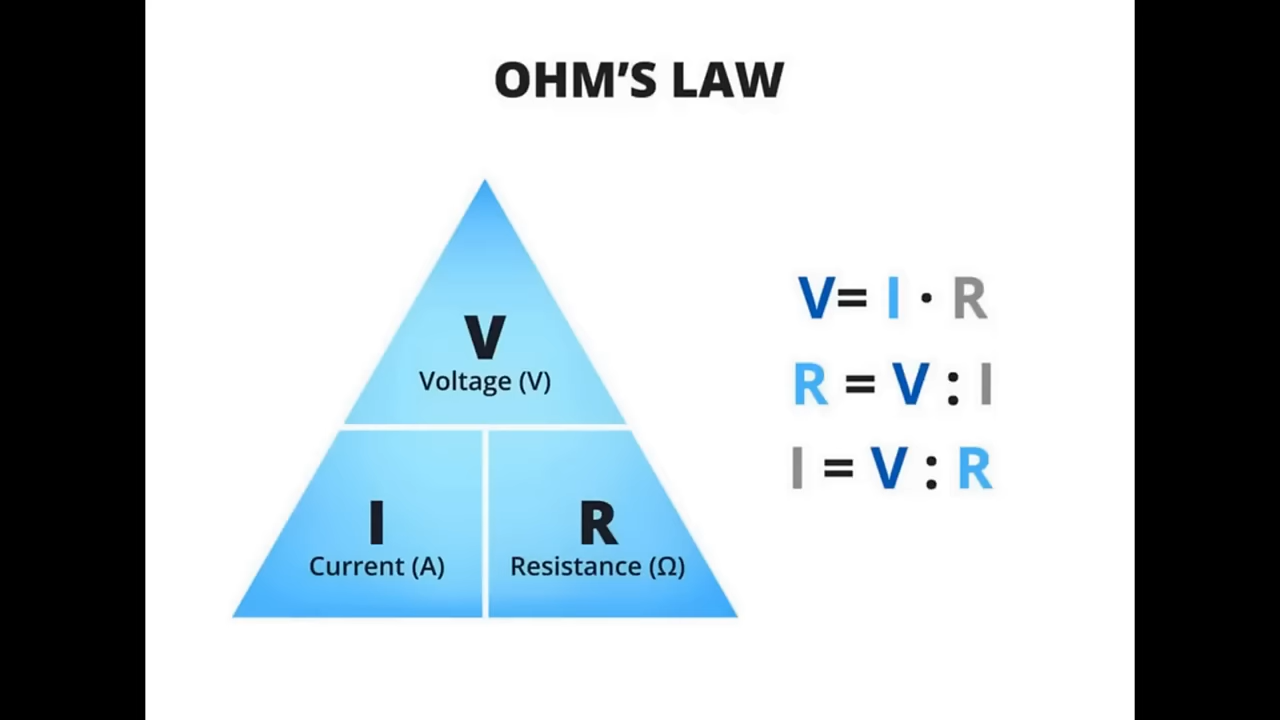 OHM’S LAW
V
Voltage (V)
I
Current (A)
R
Resistance (Ω)
V= I · R
R = V : I
I = V : R